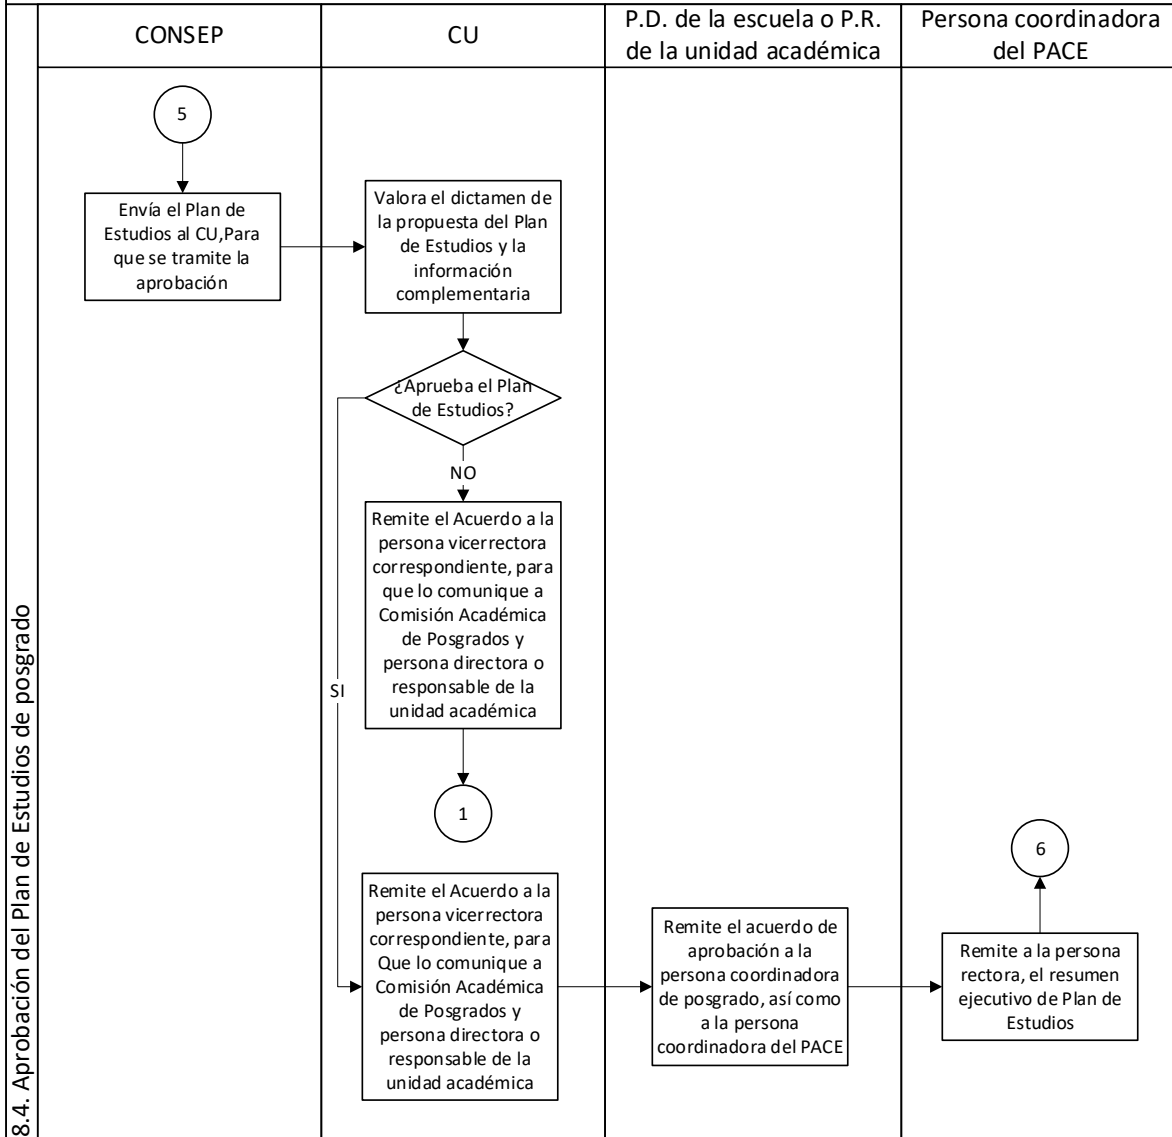 CONSEP
CU
P.D. de la escuela o P.R.
de la unidad académica
Persona coordinadora
del PACE
8.4. Aprobación del Plan de Estudios de posgrado
5
Envía el Plan de
Estudios al CU,Para
que se tramite la
aprobación
Valora el dictamen de
la propuesta del Plan
de Estudios y la
información
complementaria
¿Aprueba el Plan
de Estudios?
NO
SI
Remite el Acuerdo a la
persona vicerrectora
correspondiente, para
que lo comunique a
Comisión Académica
de Posgrados y
persona directora o
responsable de la
unidad académica
1
Remite el Acuerdo a la
persona vicerrectora
correspondiente, para
Que lo comunique a
Comisión Académica
de Posgrados y
persona directora o
responsable de la
unidad académica
Remite el acuerdo de
aprobación a la
persona coordinadora
de posgrado, así como
a la persona
coordinadora del PACE
Remite a la persona
rectora, el resumen
ejecutivo de Plan de
Estudios
6